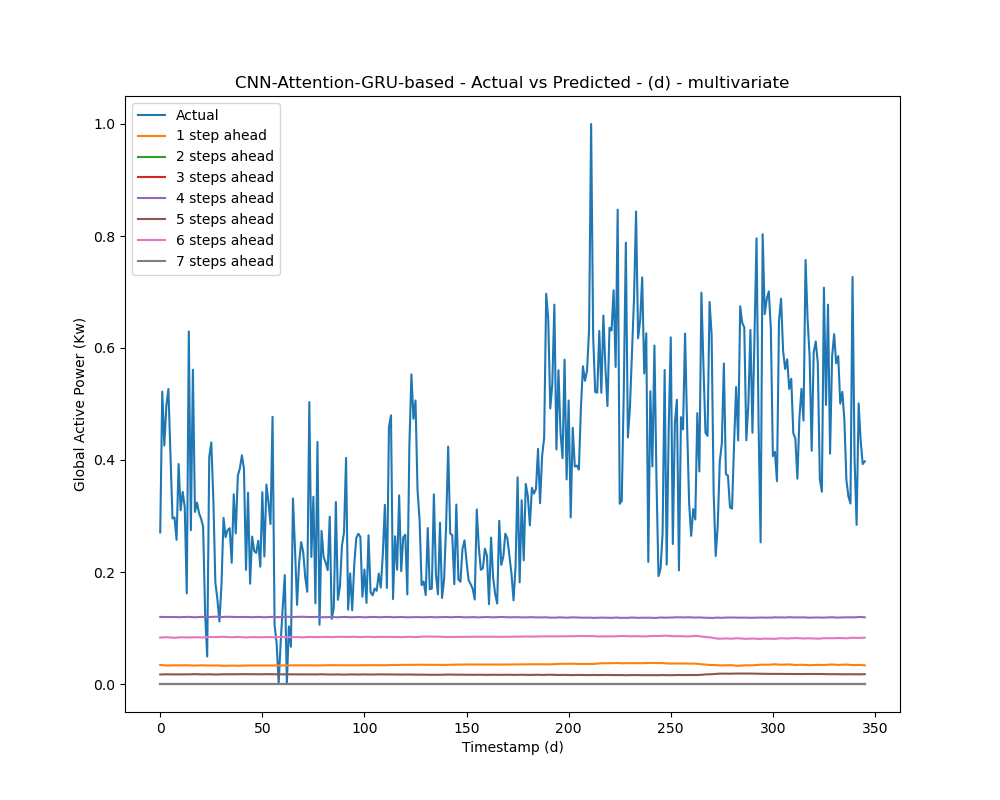 CNN-Attention-GRU-based - Actual vs Predicted - (d) - multivariate
Actual
1 step ahead
2 steps ahead
3 steps ahead
4 steps ahead
5 steps ahead
6 steps ahead
7 steps ahead
1.0
0.8
0.6
0.4
0.2
0.0
Global Active Power (Kw)
0 50 100 150 200 250 300 350
Timestamp (d)